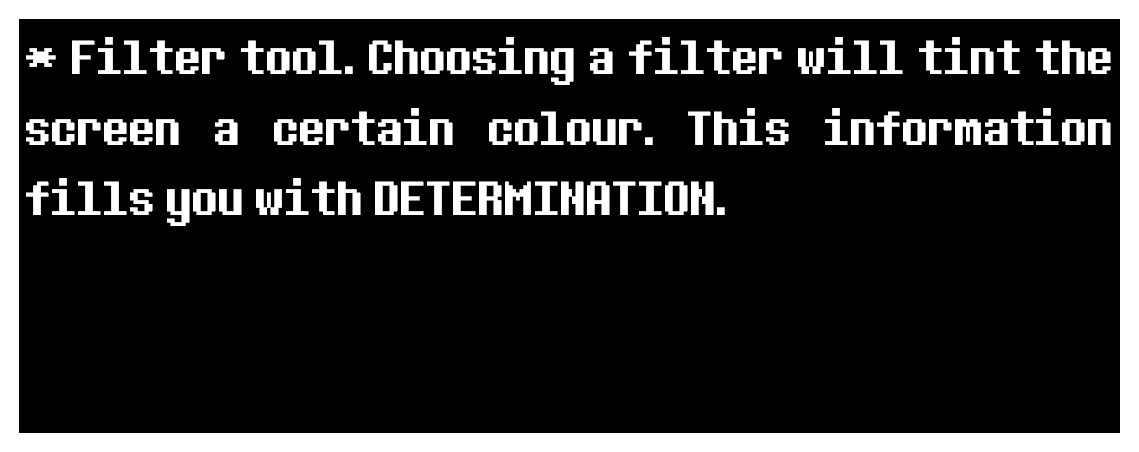 * Filter tool. Choosing a filter will tint the
screen a certain colour. This information
fills you with DETERMINATION.